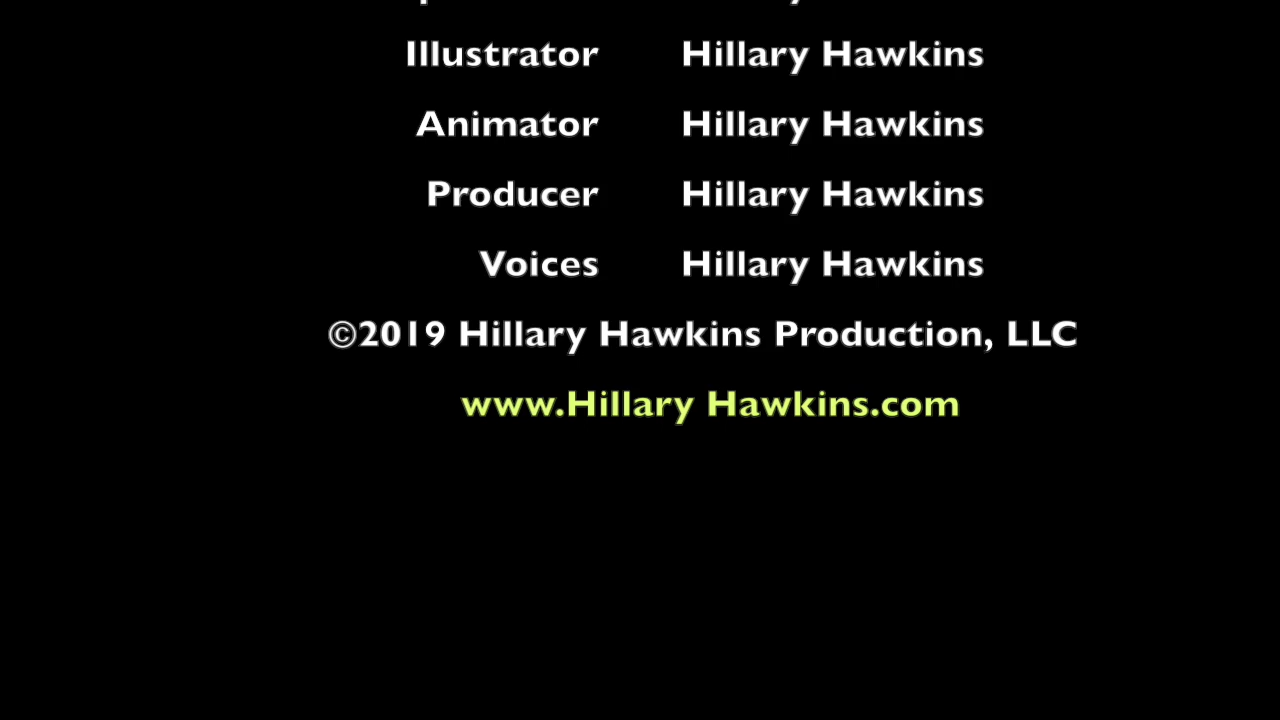 Illustrator Hillary Hawkins
Animator Hillary Hawkins
Producer Hillary Hawkins
Voices Hillary Hawkins
©2019 Hillary Hawkins Production, LLC
www.Hillary Hawkins.com